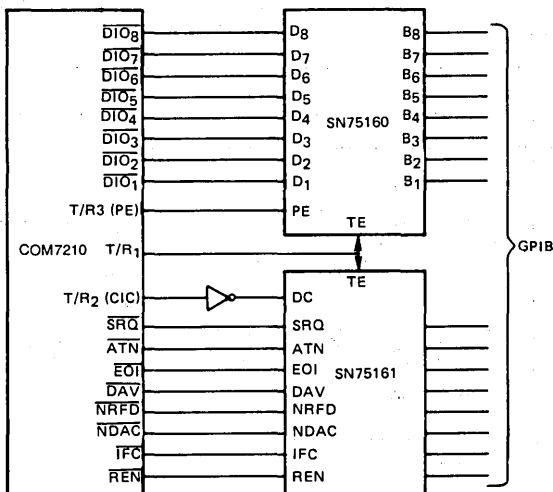 DIO8 D8 B8
DIO7 D7 B7
DIO6 D6 B6
DIO5 D5 B5
DIO4 D4 SN75160 B4
DIO3 D3 B3
DIO2 D2 B2
DIO1 D1 B1
T/R3 (PE) PE
TE
COM7210 T/R1 GPIB
TE
T/R2 (CIC) DC
SRQ SRQ
ATN ATN
EOI EOI SN75161
DAV DAV
NRFD NRFD
NDAC NDAC
IFC IFC
REN REN